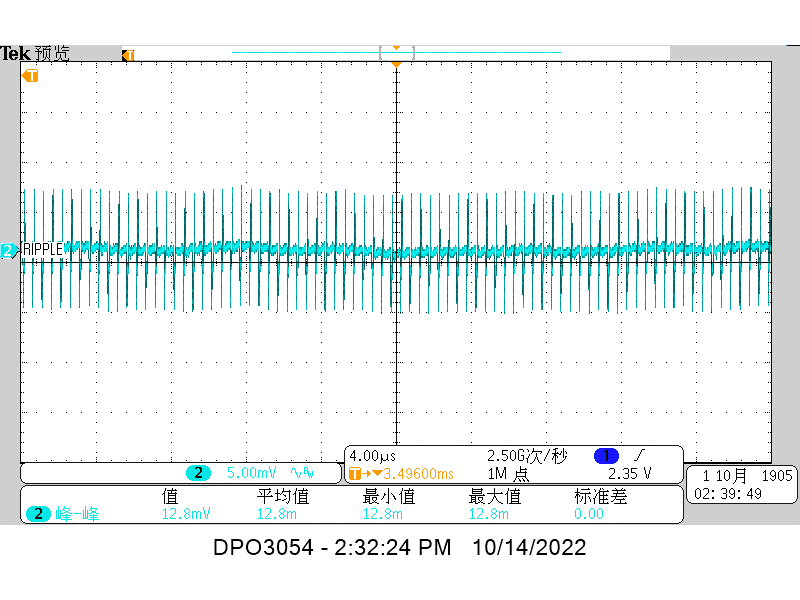 Tek 预览
T
T
2 RIPPLE
2 5.00mV BW
4.00μs 2.50G次/秒 1 2.35 V
T→▼3.49600ms 1M 点
1 10月 1905
02:39:49
值 平均值 最小值 最大值 标准差
2 峰-峰 12.8mV 12.8m 12.8m 12.8m 0.00
DPO3054 - 2:32:24 PM 10/14/2022